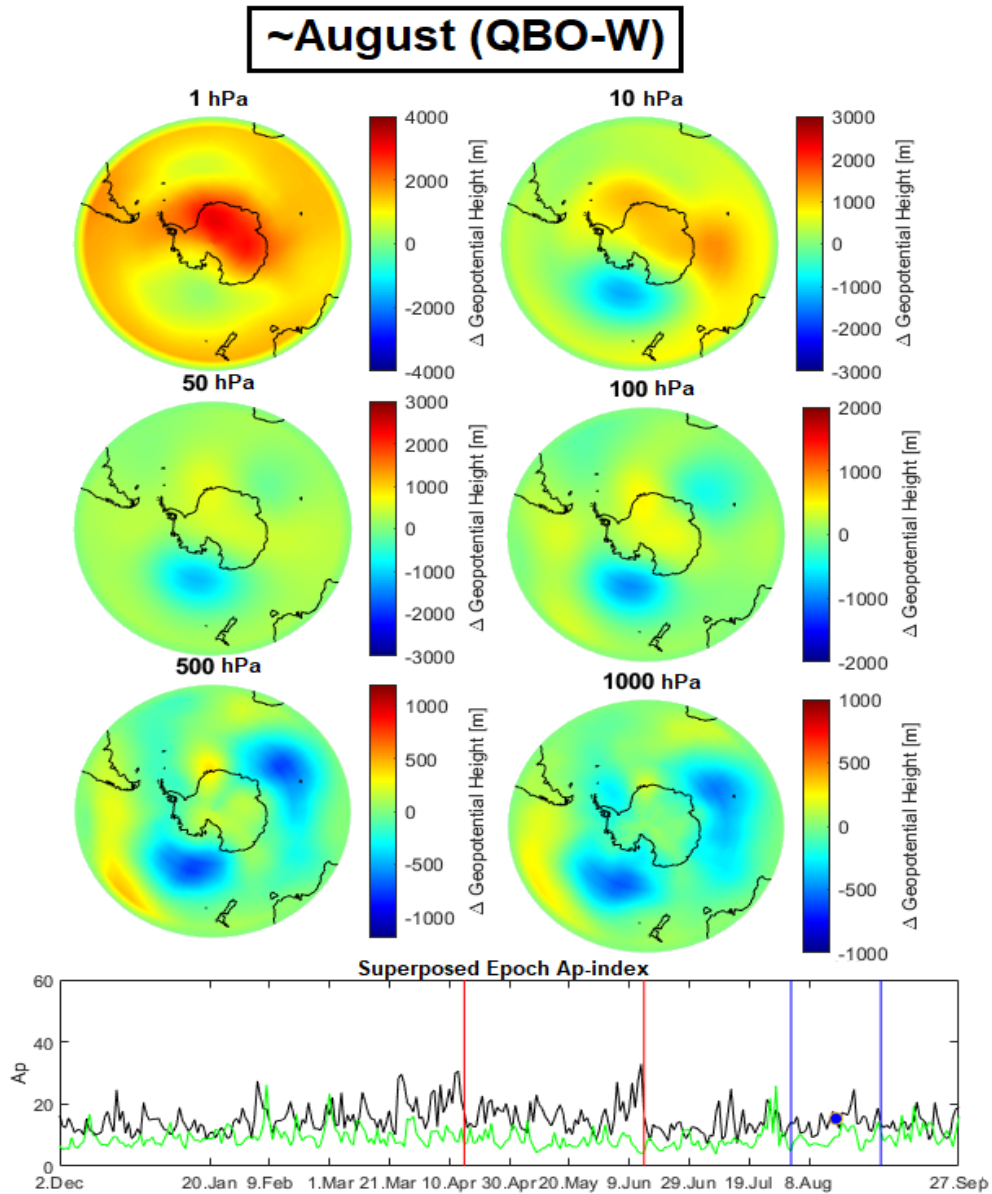 ~August (QBO-W)
1 hPa
10 hPa
4000
2000
0
-2000
-4000
Δ Geopotential Height [m]
3000
2000
1000
0
-1000
-2000
-3000
Δ Geopotential Height [m]
50 hPa
100 hPa
3000
2000
1000
0
-1000
-2000
-3000
Δ Geopotential Height [m]
2000
1000
0
-1000
-2000
Δ Geopotential Height [m]
500 hPa
1000 hPa
1000
500
0
-500
-1000
Δ Geopotential Height [m]
1000
500
0
-500
-1000
Δ Geopotential Height [m]
Superposed Epoch Ap-index
60
40
20
0
Ap
2.Dec 20.Jan 9.Feb 1.Mar 21.Mar 10.Apr 30.Apr 20.May 9.Jun 29.Jun 19.Jul 8.Aug 27.Sep